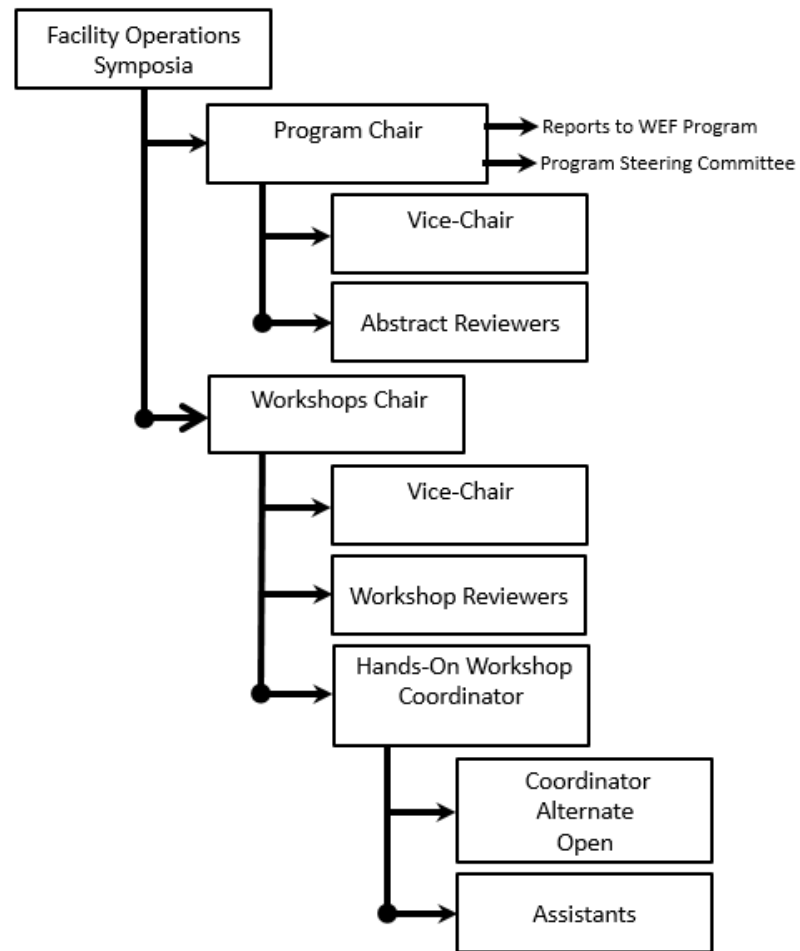 Facility Operations
Symposia
Program Chair
Reports to WEF Program
Program Steering Committee
Vice-Chair
Abstract Reviewers
Workshops Chair
Vice-Chair
Workshop Reviewers
Hands-On Workshop
Coordinator
Coordinator
Alternate
Open
Assistants